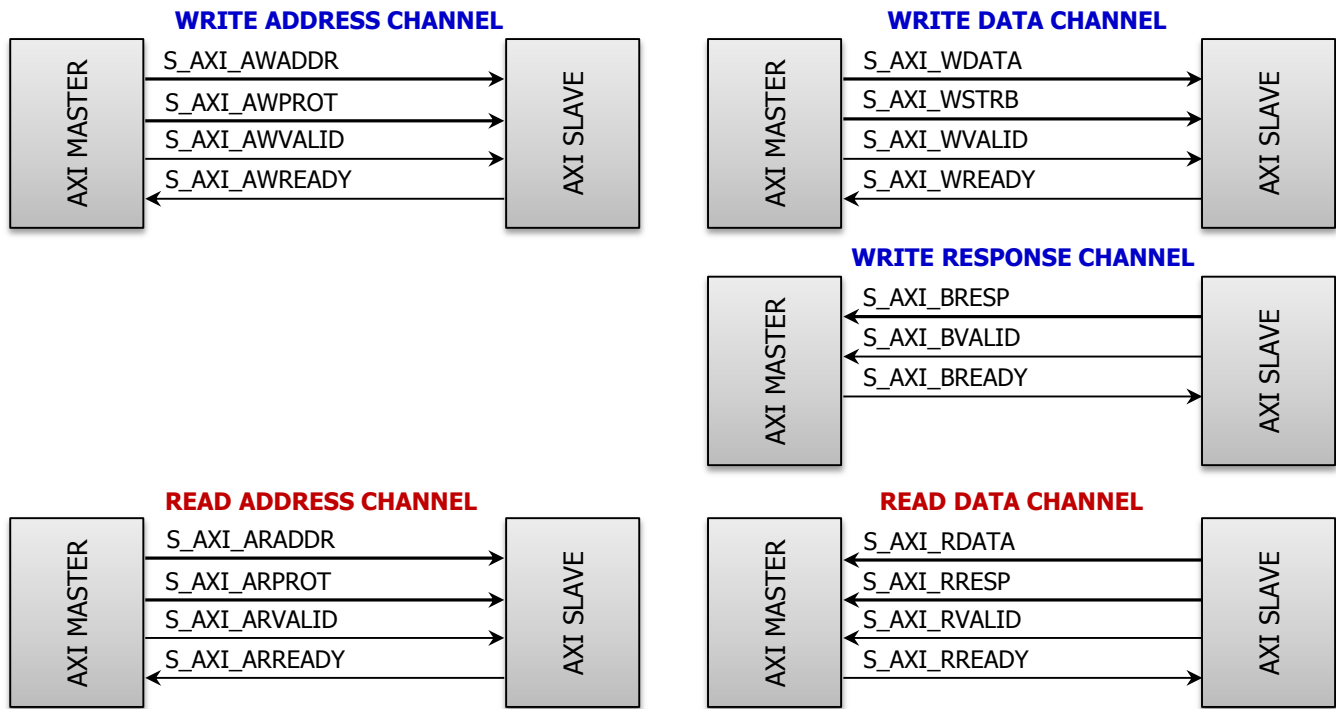 WRITE ADDRESS CHANNEL
AXI MASTER
S_AXI_AWADDR
S_AXI_AWPROT
S_AXI_AWVALID
S_AXI_AWREADY
AXI SLAVE
WRITE DATA CHANNEL
AXI MASTER
S_AXI_WDATA
S_AXI_WSTRB
S_AXI_WVALID
S_AXI_WREADY
AXI SLAVE
WRITE RESPONSE CHANNEL
AXI MASTER
S_AXI_BRESP
S_AXI_BVALID
S_AXI_BREADY
AXI SLAVE
READ ADDRESS CHANNEL
AXI MASTER
S_AXI_ARADDR
S_AXI_ARPROT
S_AXI_ARVALID
S_AXI_ARREADY
AXI SLAVE
READ DATA CHANNEL
AXI MASTER
S_AXI_RDATA
S_AXI_RRESP
S_AXI_RVALID
S_AXI_RREADY
AXI SLAVE